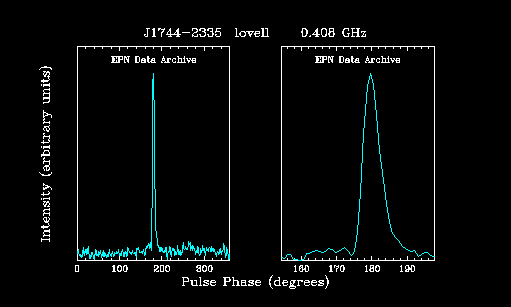 J1744-2335 lovell 0.408 GHz
EPN Data Archive EPN Data Archive
Intensity (arbitrary units)
0 100 200 300 160 170 180 190
Pulse Phase (degrees)